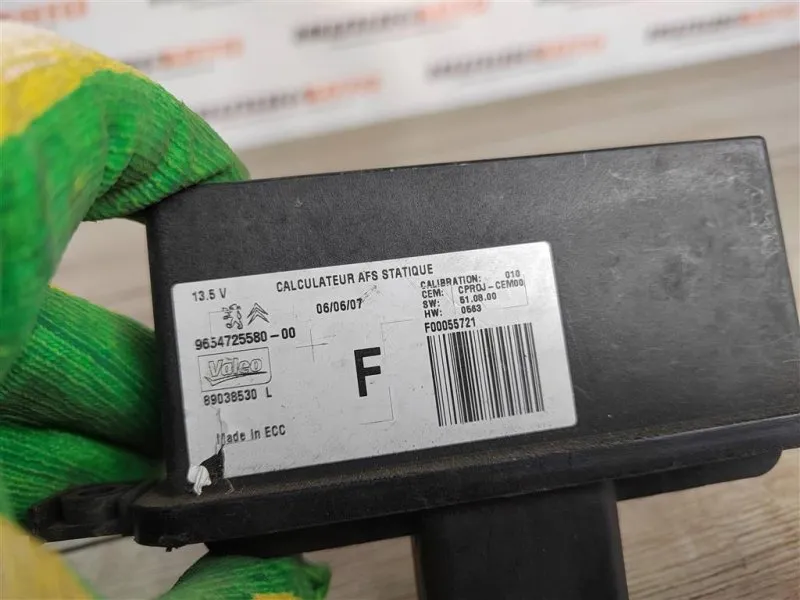 CALCULATEUR AFS STATIQUE
13.5 V
06/06/07
CALIBRATION: 010
CEM: CPROJ-CEM00
SW: 51.08.00
HW: 0563
9654725580-00
F00055721
Valeo
F
89038530 L
Made in ECC